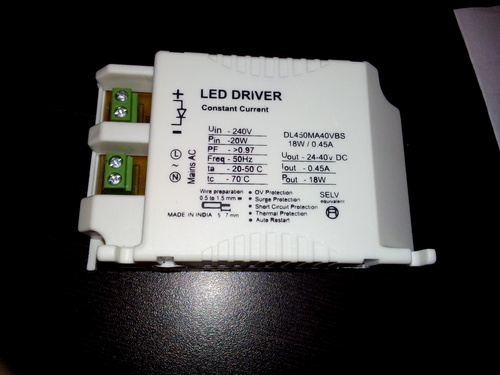 LED DRIVER
Constant Current
Uin - 240V
Pin -20W
PF - >0.97
Freq - 50Hz
ta - 20-50 C
tc - 70 C
DL450MA40VBS
18W / 0.45A
Uout - 24-40v DC
Iout - 0.45A
Pout - 18W
+
-
L
N
Mains AC
Wire preparation
0.5 to 1.5 mm
5 7 mm
MADE IN INDIA
• OV Protection
• Surge Protection
• Short Circuit Protection
• Thermal Protection
• Auto Restart
SELV
equivalent